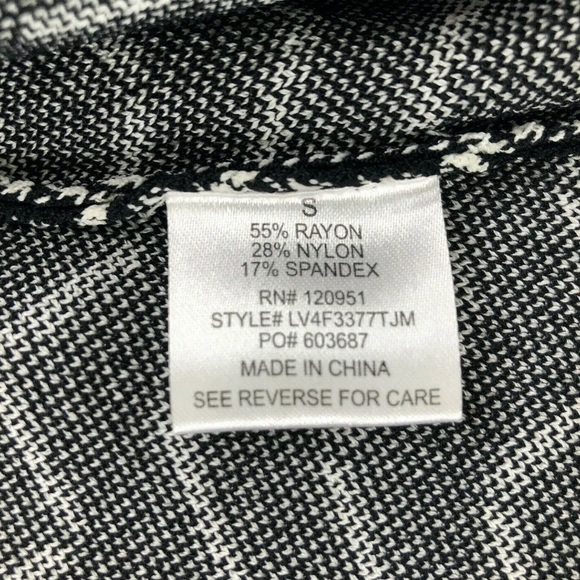 S
55% RAYON
28% NYLON
17% SPANDEX
RN# 120951
STYLE# LV4F3377TJM
PO# 603687
MADE IN CHINA
SEE REVERSE FOR CARE